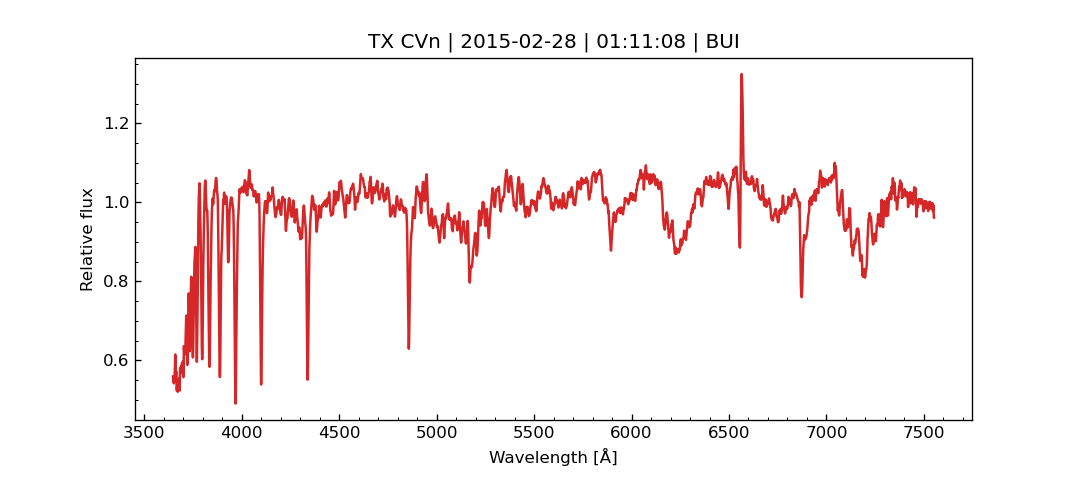 TX CVn | 2015-02-28 | 01:11:08 | BUI
1.2
1.0
0.8
0.6
Relative flux
3500 4000 4500 5000 5500 6000 6500 7000 7500
Wavelength [Å]